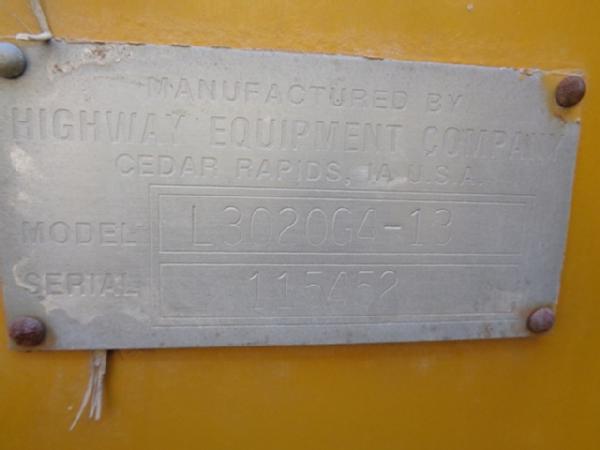 MANUFACTURED BY
HIGHWAY EQUIPMENT COMPANY
CEDAR RAPIDS, IA U.S.A.
MODEL L3020G4-13
SERIAL 115452